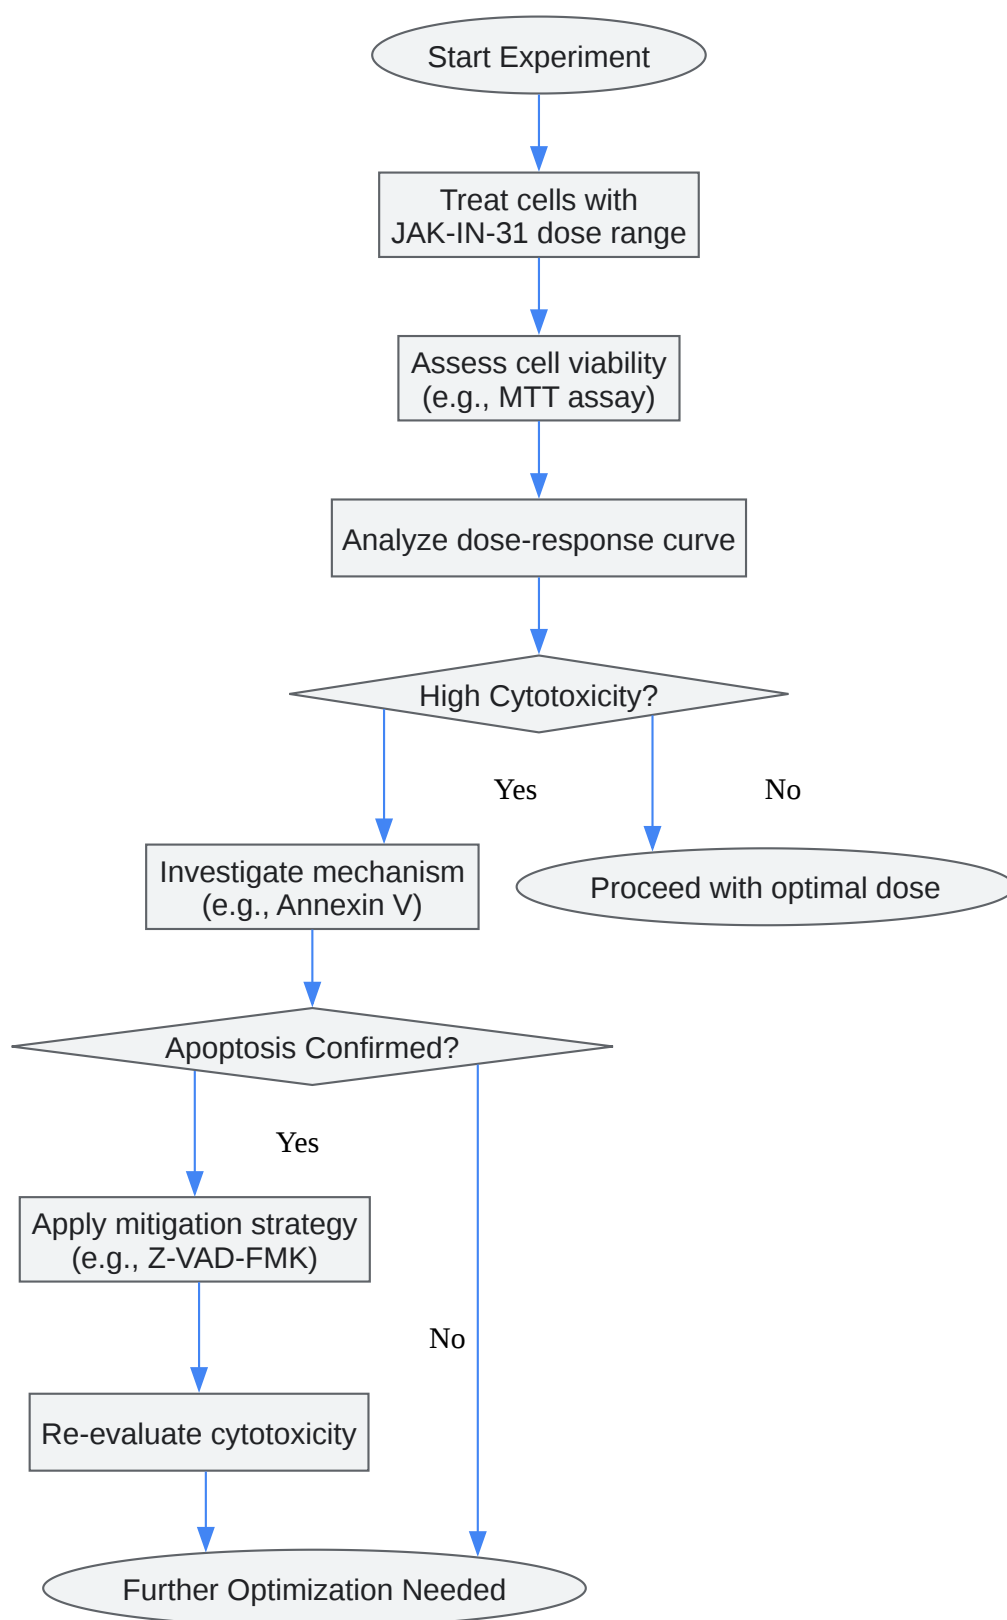 Start Experiment
Treat cells with
JAK-IN-31 dose range
Assess cell viability
(e.g., MTT assay)
Analyze dose-response curve
High Cytotoxicity?
Yes
No
Investigate mechanism
(e.g., Annexin V)
Proceed with optimal dose
Apoptosis Confirmed?
Yes
Apply mitigation strategy
(e.g., Z-VAD-FMK)
No
Re-evaluate cytotoxicity
Further Optimization Needed